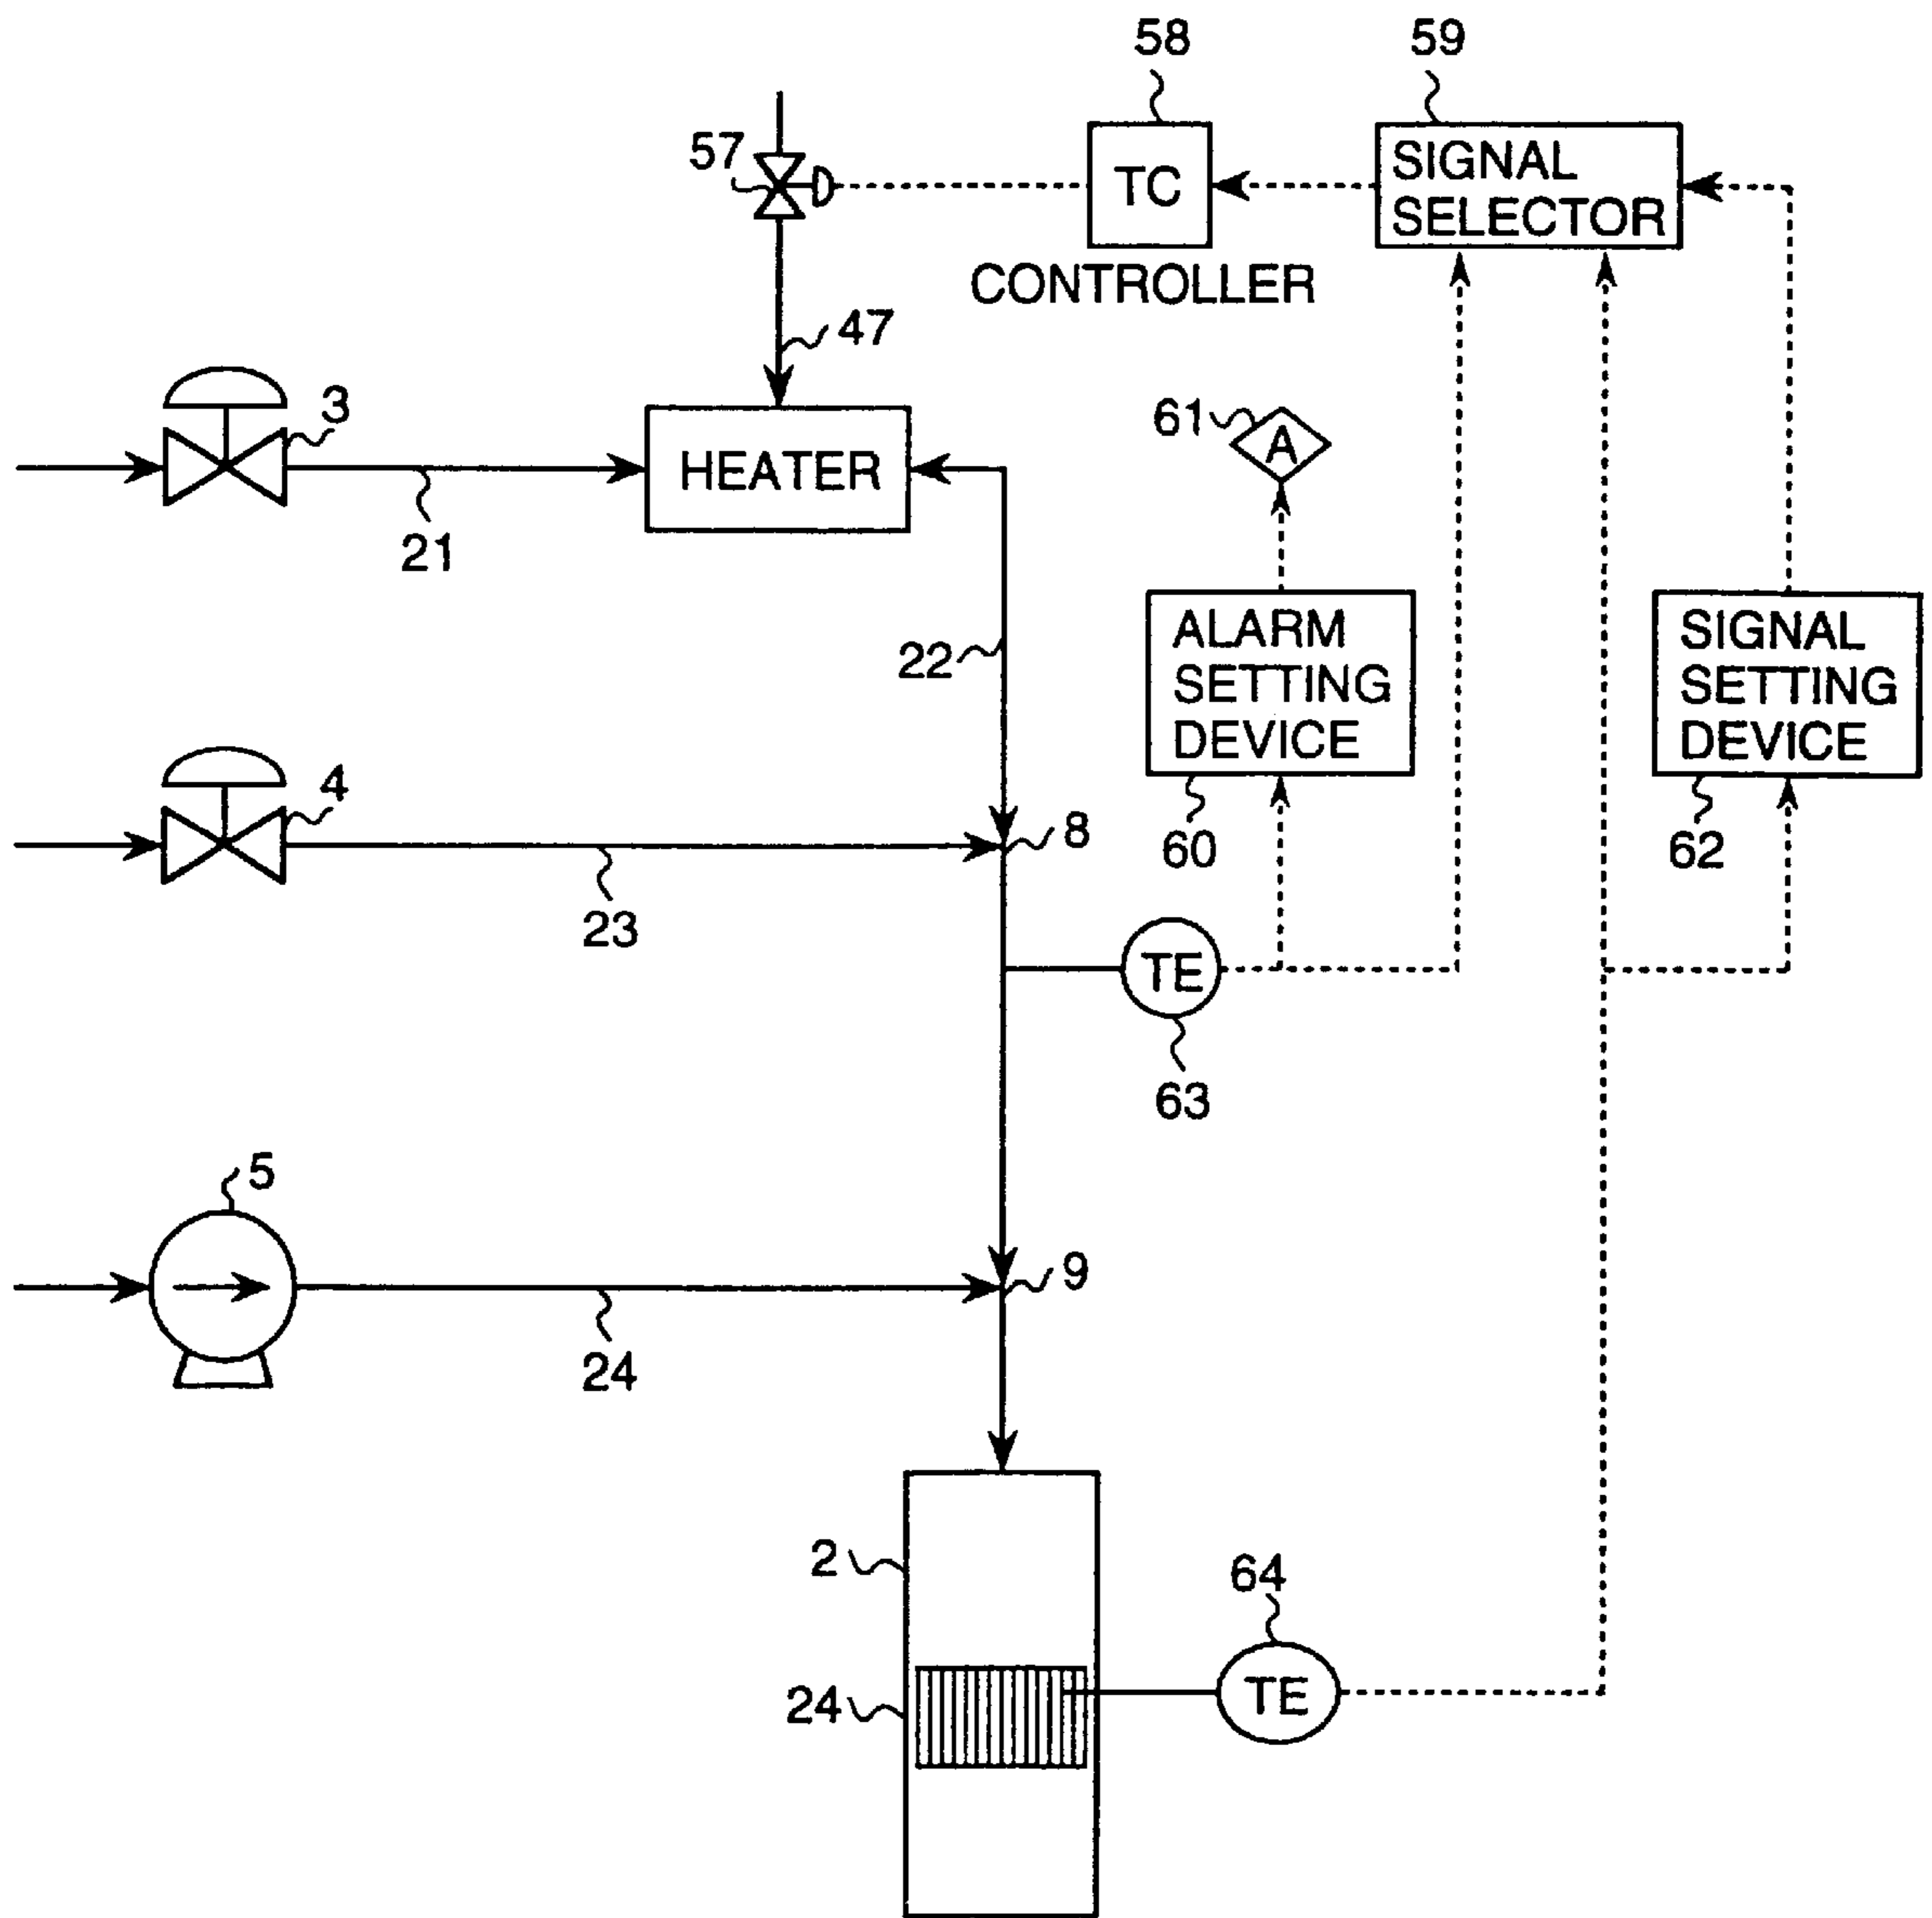 58
59
57
TC
SIGNAL
SELECTOR
CONTROLLER
47
3
61
A
HEATER
21
22
ALARM
SETTING
DEVICE
SIGNAL
SETTING
DEVICE
4
8
60
62
23
TE
63
5
9
24
2
64
24
TE